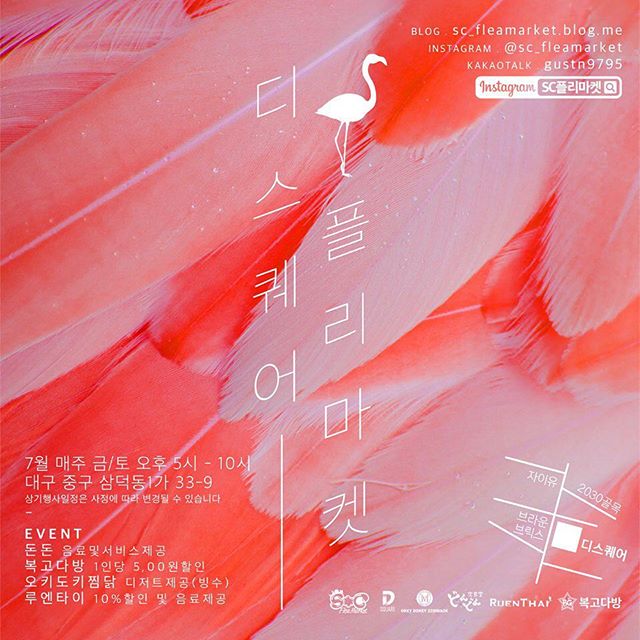 BLOG . sc_fleamarket.blog.me
INSTAGRAM . @sc_fleamarket
KAKAOTALK . gustn9795
Instagram SC플리마켓
디스퀘어
플리마켓
7월 매주 금/토 오후 5시 - 10시
대구 중구 삼덕동1가 33-9
상기행사일정은 사정에 따라 변경될 수 있습니다
EVENT
돈돈 음료및서비스제공
복고다방 1인당 5,00원할인
오키도키찜닭 디저트제공(빙수)
루엔타이 10%할인 및 음료제공
자이유
2030골목
브라운
브릭스
디스퀘어
D
SQUARE
OKEY DOKEY ZZIMDAK
RUENTHAI
복고다방